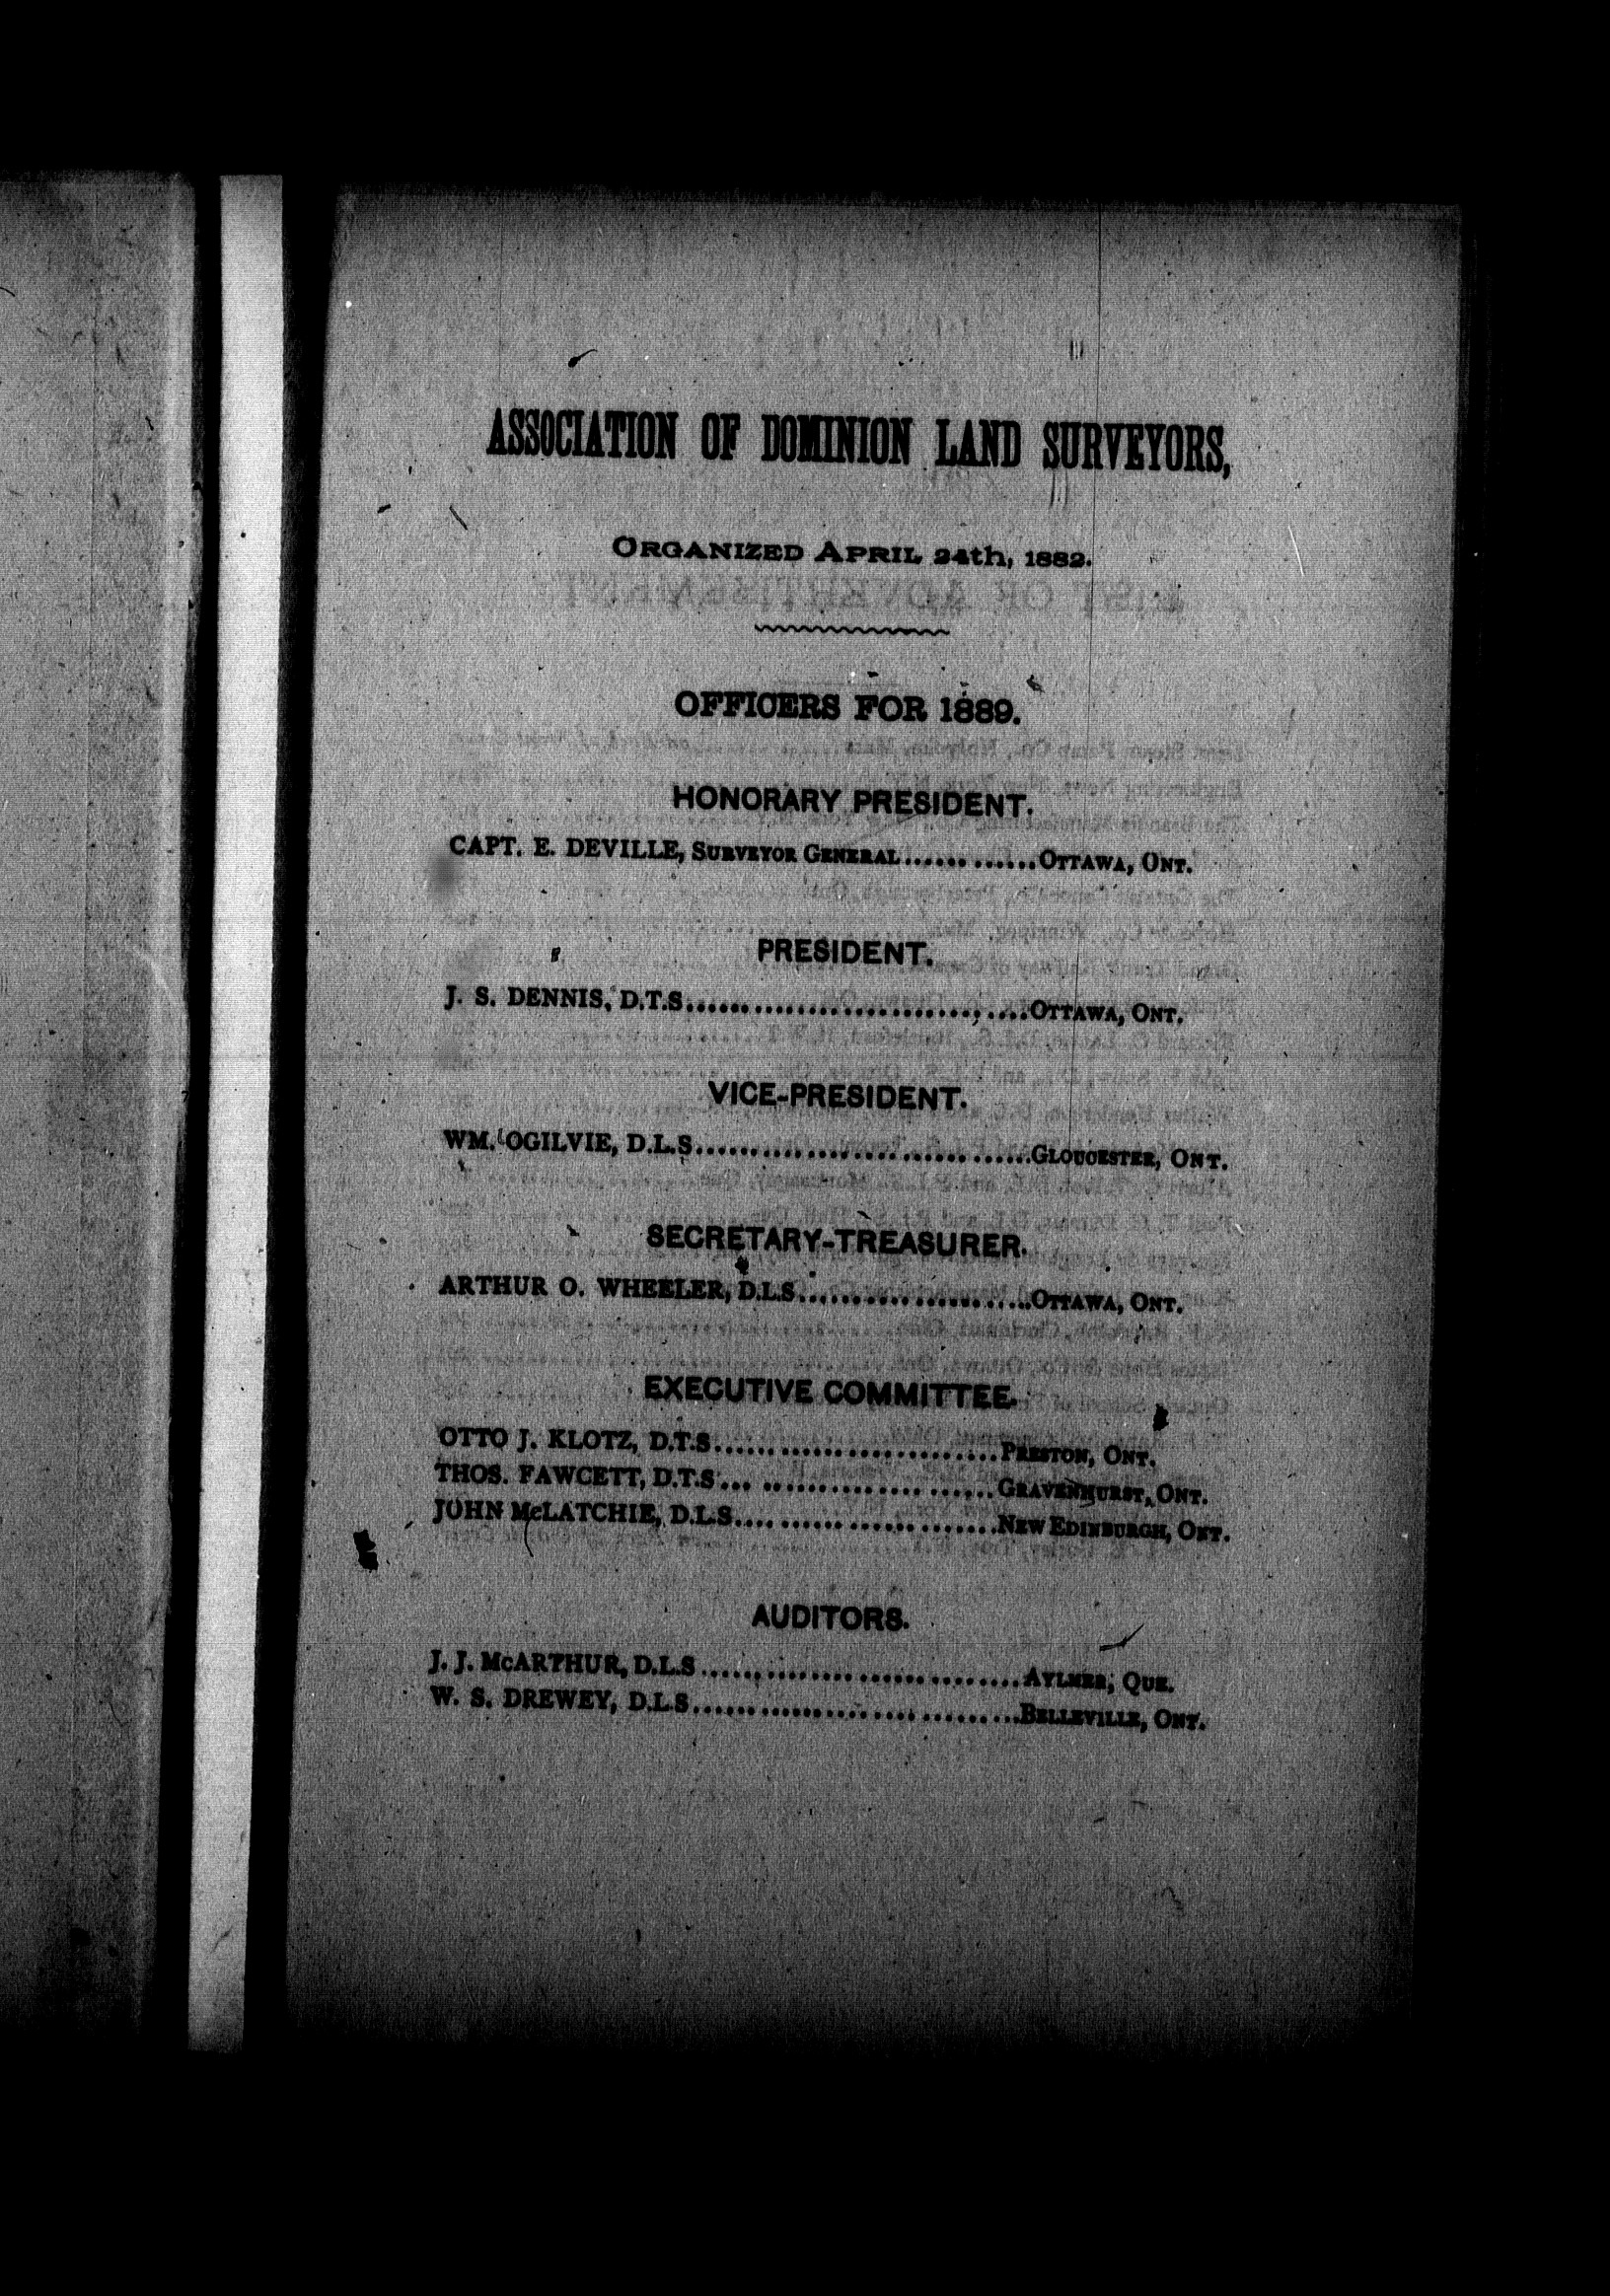 ASSOCIATION OF DOMINION LAND SURVEYORS,
ORGANIZED APRIL 24th, 1882.
OFFICERS FOR 1889.
HONORARY PRESIDENT.
CAPT. E. DEVILLE, SURVEYOR GENERAL............OTTAWA, ONT.
PRESIDENT.
J. S. DENNIS, D.T.S..............................OTTAWA, ONT.
VICE-PRESIDENT.
WM. OGILVIE, D.L.S..............................GLOUCESTER, ONT.
SECRETARY-TREASURER.
ARTHUR O. WHEELER, D.L.S.....................OTTAWA, ONT.
EXECUTIVE COMMITTEE.
OTTO J. KLOTZ, D.T.S..........................PRESTON, ONT.
THOS. FAWCETT, D.T.S.........................GRAVENHURST, ONT.
JOHN McLATCHIE, D.L.S........................NEW EDINBURGH, ONT.
AUDITORS.
J. J. McARTHUR, D.L.S............................AYLMER, QUE.
W. S. DREWEY, D.L.S.............................BELLEVILLE, ONT.